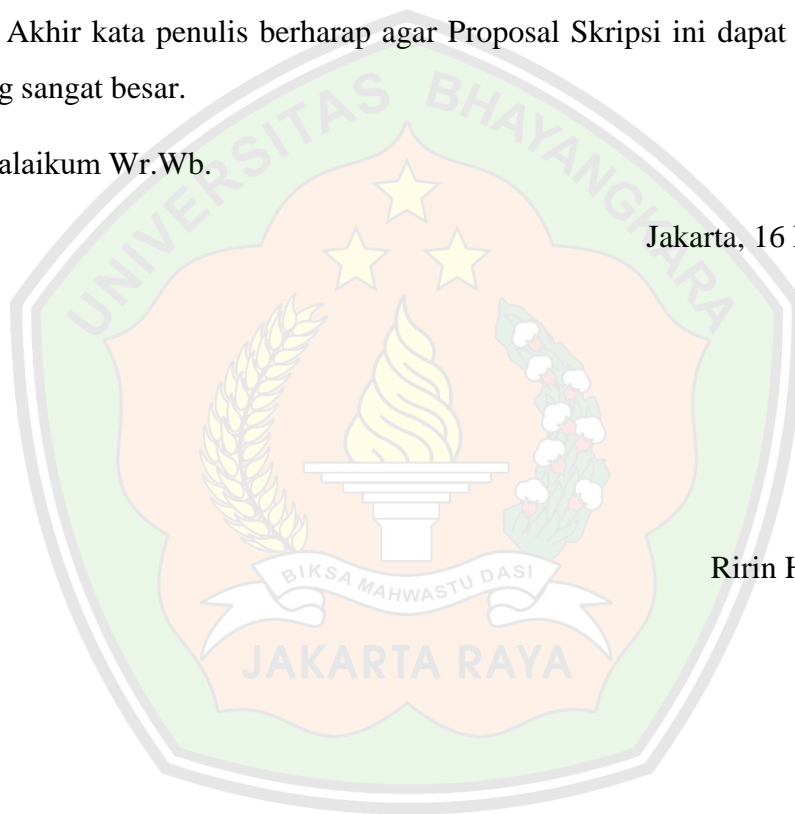 Akhir kata penulis berharap agar Proposal Skripsi ini dapat
g sangat besar.
alaikum Wr.Wb.
Jakarta, 16
Ririn H
UNIVERSITAS BHAYANGKARA
BIKSA MAHWASTU DASI
JAKARTA RAYA